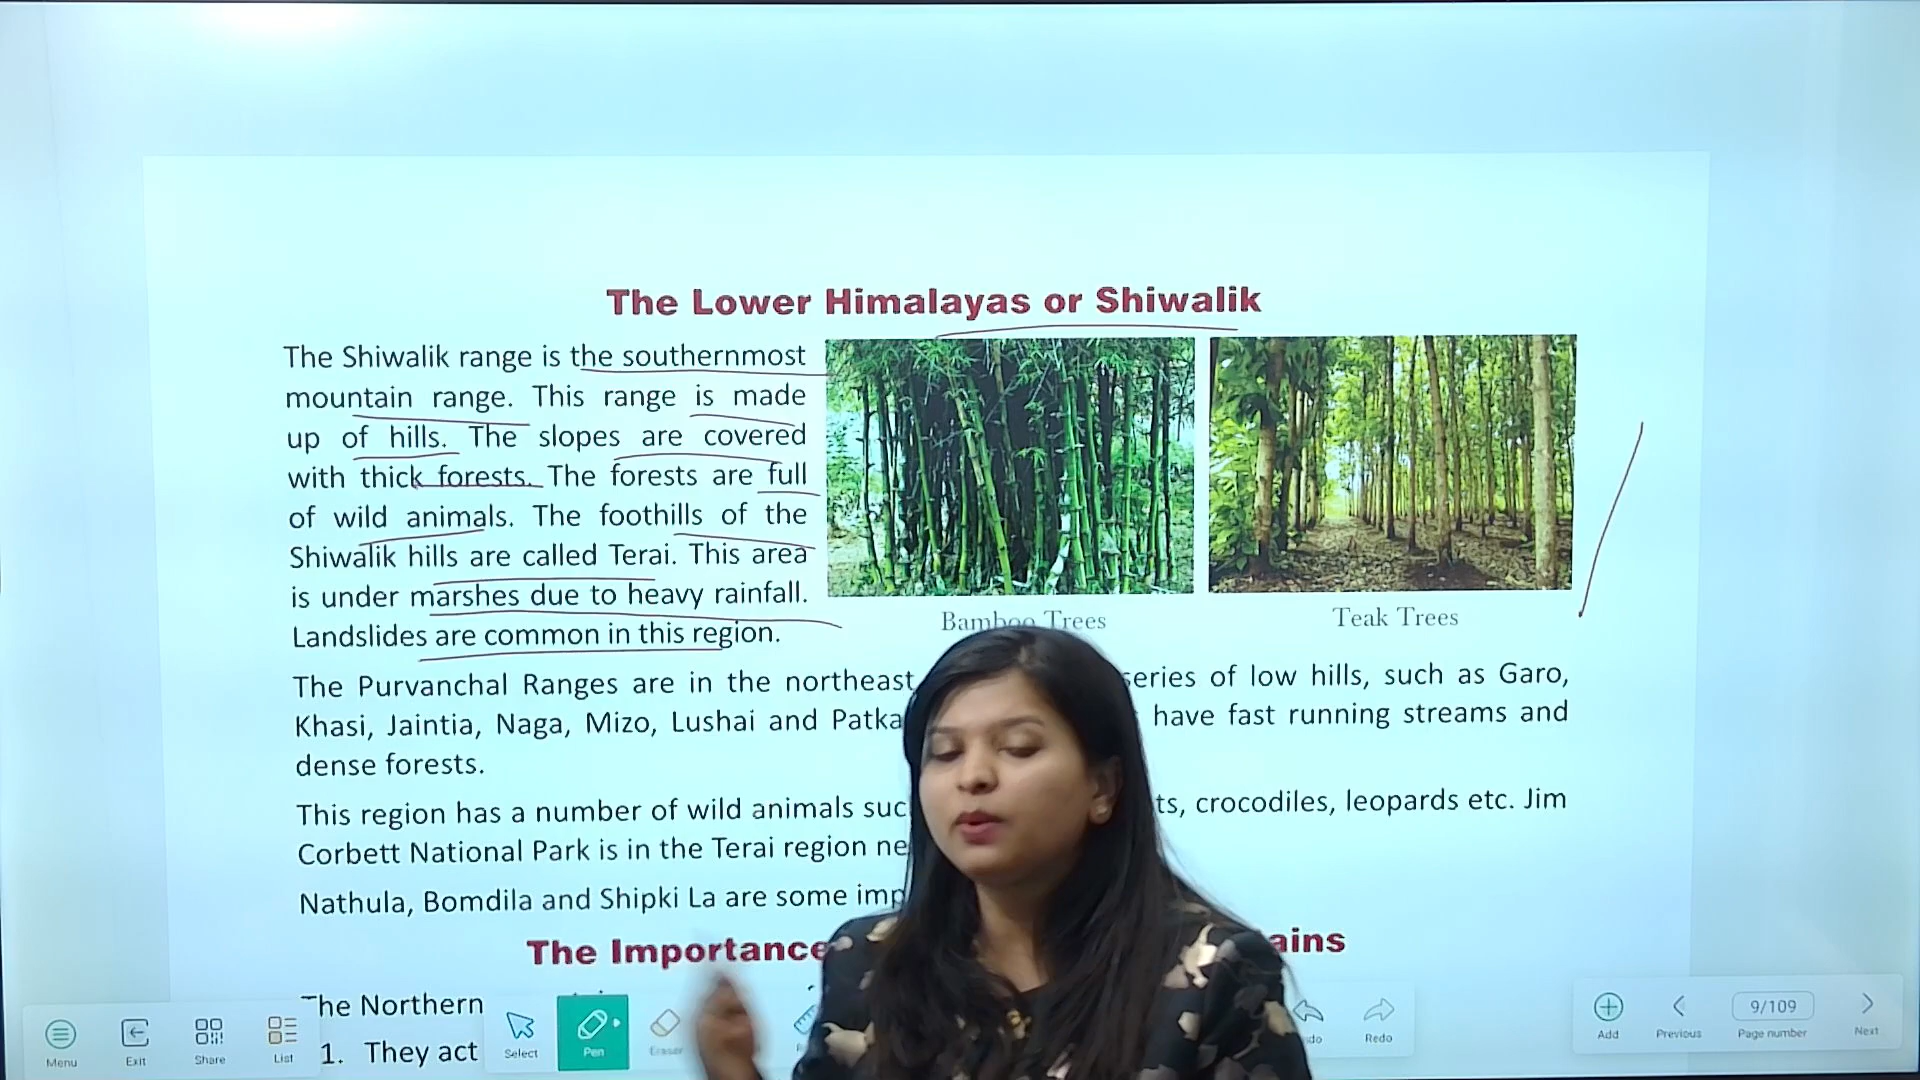 The Lower Himalayas or Shiwalik
The Shiwalik range is the southernmost
mountain range. This range is made
up of hills. The slopes are covered
with thick forests. The forests are full
of wild animals. The foothills of the
Shiwalik hills are called Terai. This area
is under marshes due to heavy rainfall.
Landslides are common in this region.
Bamboo Trees
Teak Trees
The Purvanchal Ranges are in the northeast series of low hills, such as Garo,
Khasi, Jaintia, Naga, Mizo, Lushai and Patka have fast running streams and
dense forests.
This region has a number of wild animals suc ts, crocodiles, leopards etc. Jim
Corbett National Park is in the Terai region ne
Nathula, Bomdila and Shipki La are some imp
The Importance ains
The Northern
1. They act
Menu
Exit
Share
List
Select
Pen
Eraser
do
Redo
Add
Previous
9/109
Page number
Next